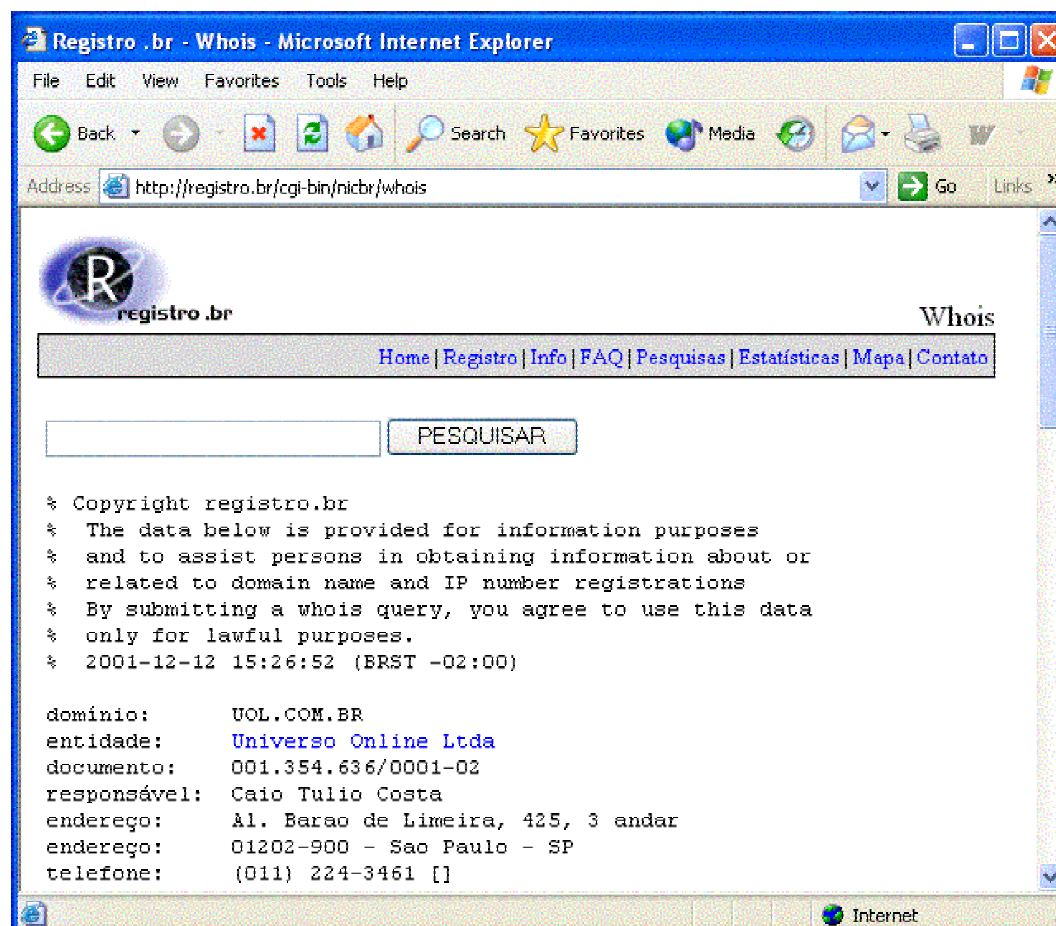 Registro .br - Whois - Microsoft Internet Explorer
File Edit View Favorites Tools Help
Back Search Favorites Media W
Address http://registro.br/cgi-bin/nicbr/whois Go Links »
R
registro .br
Whois
Home|Registro|Info|FAQ|Pesquisas|Estatísticas|Mapa|Contato
PESQUISAR
% Copyright registro.br
% The data below is provided for information purposes
% and to assist persons in obtaining information about or
% related to domain name and IP number registrations
% By submitting a whois query, you agree to use this data
% only for lawful purposes.
% 2001-12-12 15:26:52 (BRST -02:00)
domínio: UOL.COM.BR
entidade: Universo Online Ltda
documento: 001.354.636/0001-02
responsável: Caio Tulio Costa
endereço: Al. Barao de Limeira, 425, 3 andar
endereço: 01202-900 - Sao Paulo - SP
telefone: (011) 224-3461 []
Internet